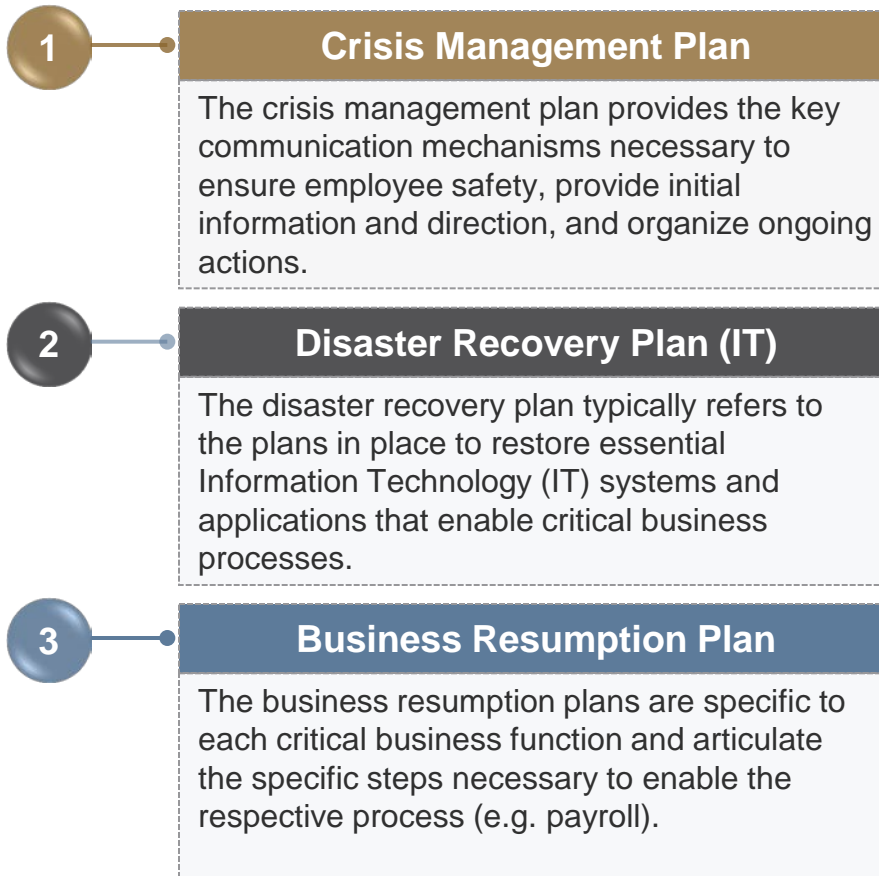 1
Crisis Management Plan
The crisis management plan provides the key
communication mechanisms necessary to
ensure employee safety, provide initial
information and direction, and organize ongoing
actions.
2
Disaster Recovery Plan (IT)
The disaster recovery plan typically refers to
the plans in place to restore essential
Information Technology (IT) systems and
applications that enable critical business
processes.
3
Business Resumption Plan
The business resumption plans are specific to
each critical business function and articulate
the specific steps necessary to enable the
respective process (e.g. payroll).